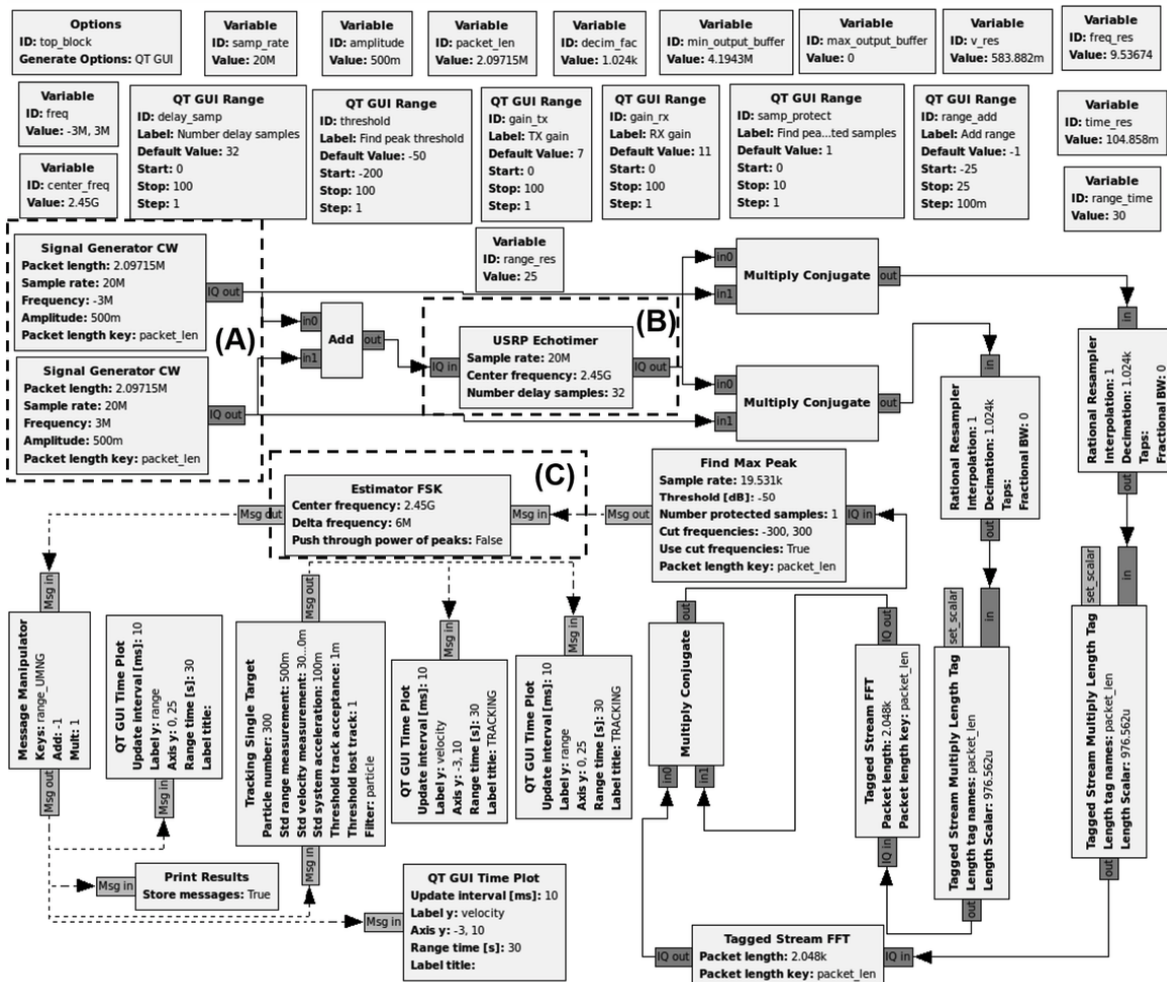 Options
ID: top_block
Generate Options: QT GUI
Variable
ID: samp_rate
Value: 20M
Variable
ID: amplitude
Value: 500m
Variable
ID: packet_len
Value: 2.09715M
Variable
ID: decim_fac
Value: 1.024k
Variable
ID: min_output_buffer
Value: 4.1943M
Variable
ID: max_output_buffer
Value: 0
Variable
ID: v_res
Value: 583.882m
Variable
ID: freq_res
Value: 9.53674
Variable
ID: freq
Value: -3M, 3M
QT GUI Range
ID: delay_samp
Label: Number delay samples
Default Value: 32
Start: 0
Stop: 100
Step: 1
QT GUI Range
ID: threshold
Label: Find peak threshold
Default Value: -50
Start: -200
Stop: 100
Step: 1
QT GUI Range
ID: gain_tx
Label: TX gain
Default Value: 7
Start: 0
Stop: 100
Step: 1
QT GUI Range
ID: gain_rx
Label: RX gain
Default Value: 11
Start: 0
Stop: 100
Step: 1
QT GUI Range
ID: samp_protect
Label: Find pea...ted samples
Default Value: 1
Start: 0
Stop: 10
Step: 1
QT GUI Range
ID: range_add
Label: Add range
Default Value: -1
Start: -25
Stop: 25
Step: 100m
Variable
ID: time_res
Value: 104.858m
Variable
ID: center_freq
Value: 2.45G
Variable
ID: range_time
Value: 30
Signal Generator CW
Packet length: 2.09715M
Sample rate: 20M
Frequency: -3M
Amplitude: 500m
Packet length key: packet_len
IQ out
(A)
Signal Generator CW
Packet length: 2.09715M
Sample rate: 20M
Frequency: 3M
Amplitude: 500m
Packet length key: packet_len
IQ out
Variable
ID: range_res
Value: 25
in0
in1
Add
out
(B)
IQ in
USRP Echotimer
Sample rate: 20M
Center frequency: 2.45G
Number delay samples: 32
IQ out
in0
in1
Multiply Conjugate
out
in0
in1
Multiply Conjugate
out
in
Rational Resampler
Interpolation: 1
Decimation: 1.024k
Taps:
Fractional BW: 0
out
in
Rational Resampler
Interpolation: 1
Decimation: 1.024k
Taps:
Fractional BW: 0
out
(C)
Msg out
Estimator FSK
Center frequency: 2.45G
Delta frequency: 6M
Push through power of peaks: False
Msg in
Msg out
Find Max Peak
Sample rate: 19.531k
Threshold [dB]: -50
Number protected samples: 1
Cut frequencies: -300, 300
Use cut frequencies: True
Packet length key: packet_len
IQ in
Msg in
Message Manipulator
Keys: range_UMNG
Add: -1
Mult: 1
Msg out
QT GUI Time Plot
Update interval [ms]: 10
Label y: range
Axis y: 0, 25
Range time [s]: 30
Label title:
Msg in
Msg out
Tracking Single Target
Particle number: 300
Std range measurement: 500m
Std velocity measurement: 30...0m
Std system acceleration: 100m
Threshold track acceptance: 1m
Threshold lost track: 1
Filter: particle
Msg in
Msg in
QT GUI Time Plot
Update interval [ms]: 10
Label y: velocity
Axis y: -3, 10
Range time [s]: 30
Label title: TRACKING
Msg in
QT GUI Time Plot
Update interval [ms]: 10
Label y: range
Axis y: 0, 25
Range time [s]: 30
Label title: TRACKING
out
Multiply Conjugate
in0
in1
IQ out
Tagged Stream FFT
Packet length: 2.048k
Packet length key: packet_len
IQ in
set_scalar
in
Tagged Stream Multiply Length Tag
Length tag names: packet_len
Length Scalar: 976.562u
out
set_scalar
in
Tagged Stream Multiply Length Tag
Length tag names: packet_len
Length Scalar: 976.562u
out
Msg in
Print Results
Store messages: True
Msg in
QT GUI Time Plot
Update interval [ms]: 10
Label y: velocity
Axis y: -3, 10
Range time [s]: 30
Label title:
IQ out
Tagged Stream FFT
Packet length: 2.048k
Packet length key: packet_len
IQ in